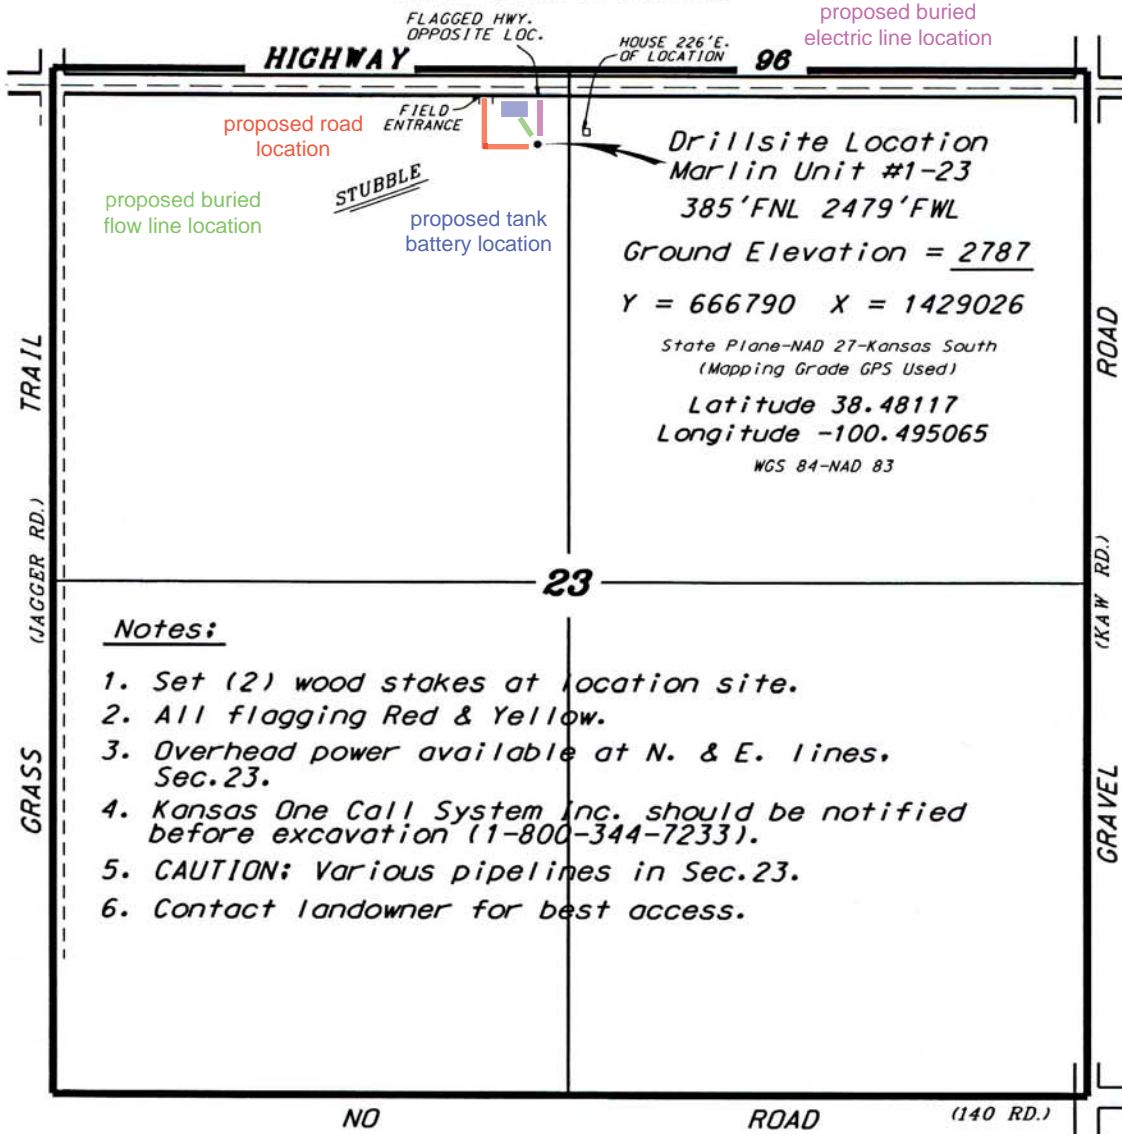 proposed buried
electric line location
FLAGGED HWY.
OPPOSITE LOC.
HOUSE 226'E.
OF LOCATION
HIGHWAY
96
FIELD
ENTRANCE
proposed road
location
STUBBLE
proposed buried
flow line location
proposed tank
battery location
Drillsite Location
Marlin Unit #1-23
385'FNL 2479'FWL
Ground Elevation = 2787
Y = 666790 X = 1429026
State Plane-NAD 27-Kansas South
(Mapping Grade GPS Used)
Latitude 38.48117
Longitude -100.495065
WGS 84-NAD 83
TRAIL
(JAGGER RD.)
GRASS
ROAD
(KAW RD.)
GRAVEL
23
Notes:
1. Set (2) wood stakes at location site.
2. All flagging Red & Yellow.
3. Overhead power available at N. & E. lines,
Sec.23.
4. Kansas One Call System Inc. should be notified
before excavation (1-800-344-7233).
5. CAUTION: Various pipelines in Sec.23.
6. Contact landowner for best access.
NO
ROAD
(140 RD.)